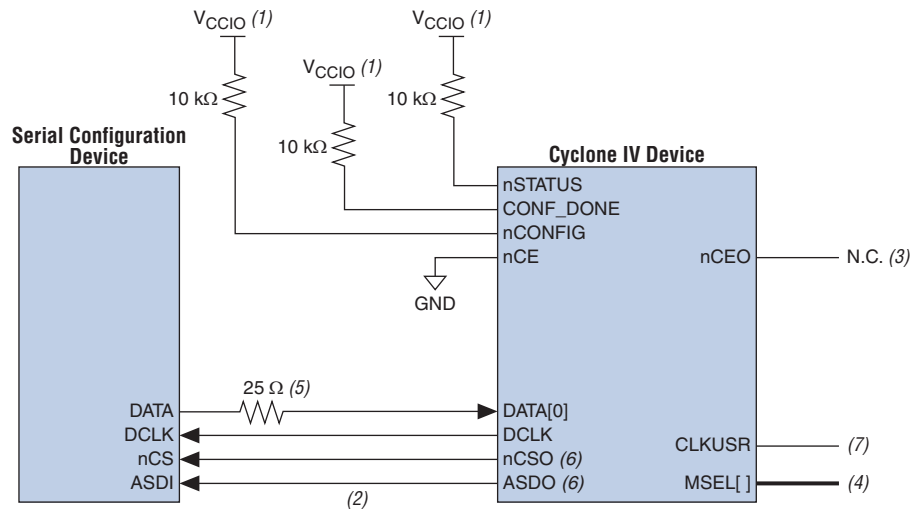 VCCIO (1)
VCCIO (1)
VCCIO (1)
10 kΩ
10 kΩ
10 kΩ
Serial Configuration
Device
Cyclone IV Device
nSTATUS
CONF_DONE
nCONFIG
nCE
nCEO
N.C. (3)
GND
25 Ω (5)
DATA
DCLK
nCS
ASDI
(2)
DATA[0]
DCLK
nCSO (6)
ASDO (6)
CLKUSR
(7)
MSEL[ ]
(4)